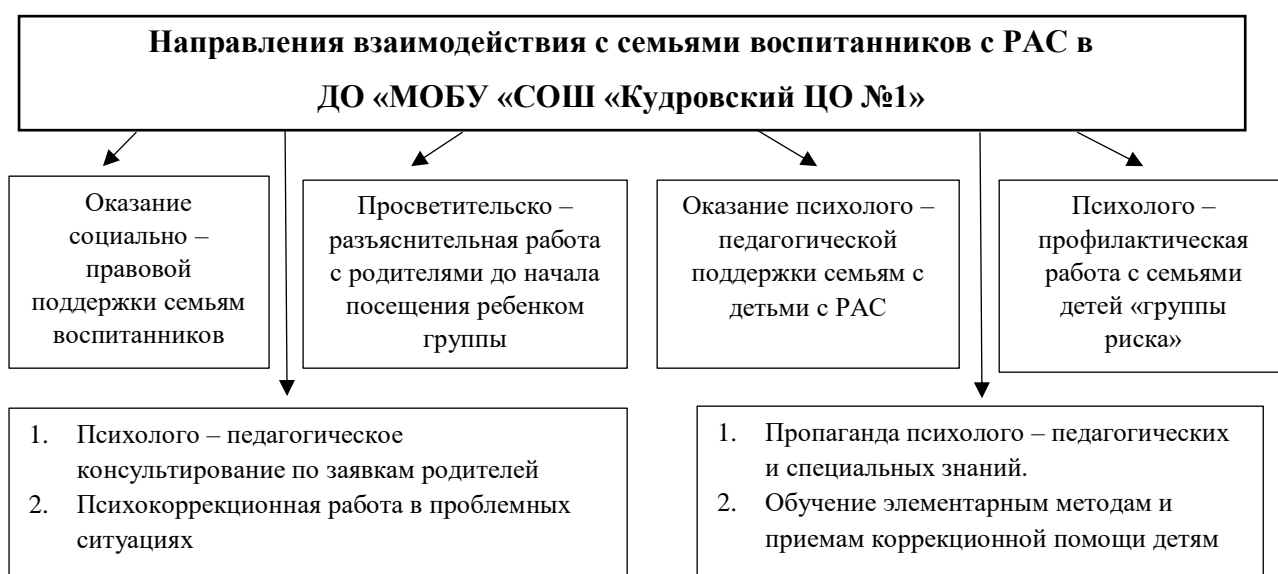 Направления взаимодействия с семьями воспитанников с РАС в
ДО «МОБУ «СОШ «Кудровский ЦО №1»
Оказание
социально –
правовой
поддержки семьям
воспитанников
Просветительско –
разъяснительная работа
с родителями до начала
посещения ребенком
группы
Оказание психолого –
педагогической
поддержки семьям с
детьми с РАС
Психолого –
профилактическая
работа с семьями
детей «группы
риска»
1. Психолого – педагогическое
консультирование по заявкам родителей
2. Психокоррекционная работа в проблемных
ситуациях
1. Пропаганда психолого – педагогических
и специальных знаний.
2. Обучение элементарным методам и
приемам коррекционной помощи детям